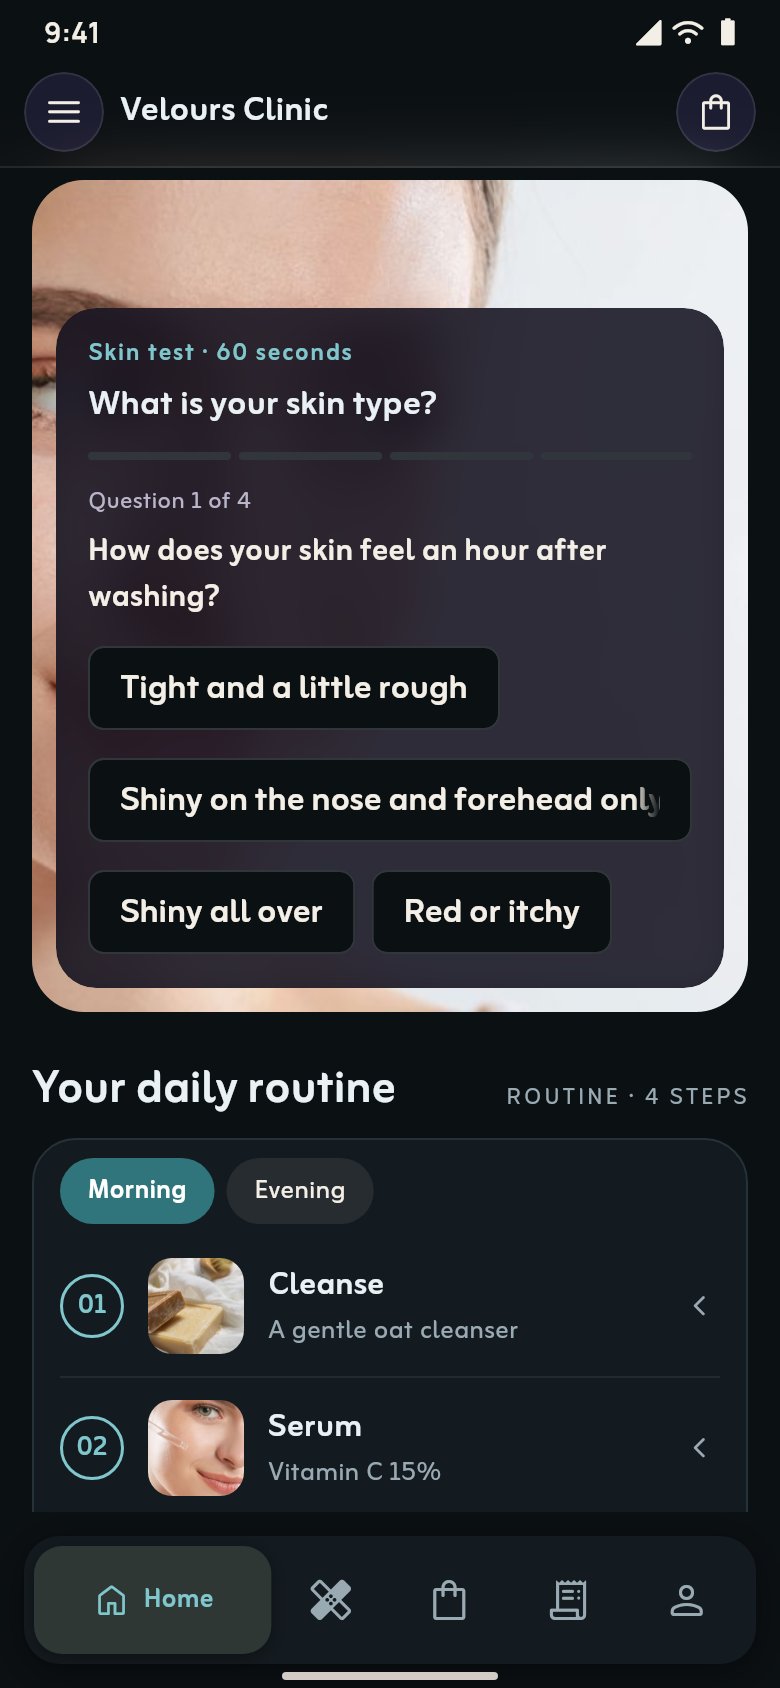 9:41
Velours Clinic
Skin test · 60 seconds
What is your skin type?
Question 1 of 4
How does your skin feel an hour after
washing?
Tight and a little rough
Shiny on the nose and forehead only
Shiny all over
Red or itchy
Your daily routine
ROUTINE · 4 STEPS
Morning
Evening
01
Cleanse
A gentle oat cleanser
02
Serum
Vitamin C 15%
Home